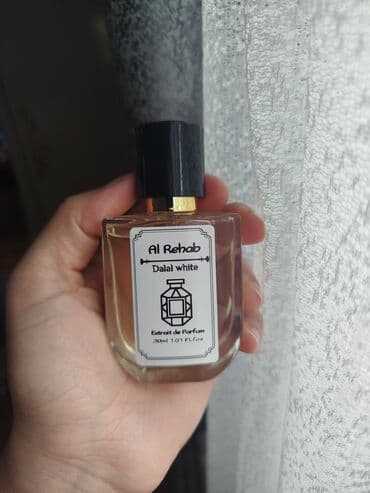 Al Rehab
Dalal white
Extrait de Parfum
30ml 1.01 Fl/oz